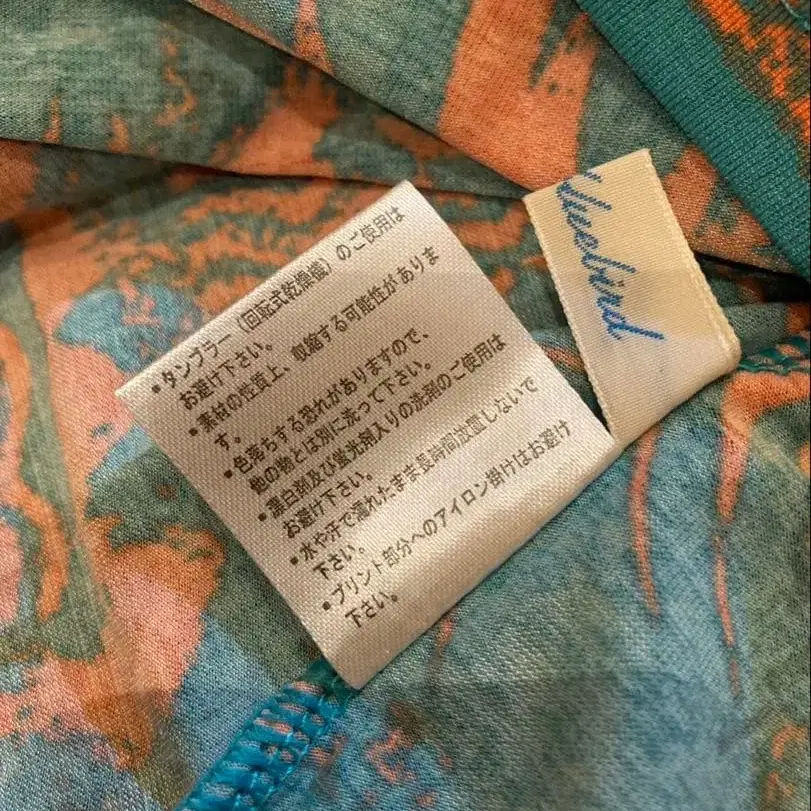 ・タンブラー（回転式乾燥機）のご使用は
お避け下さい。
・素材の性質上、収縮する可能性がありま
す。
・色落ちする恐れがありますので、
他の物とは別に洗って下さい。
・漂白剤及び蛍光剤入りの洗剤のご使用は
お避け下さい。
・水や汗で濡れたまま長時間放置しないで
下さい。
・プリント部分へのアイロン掛けはお避け
下さい。
Bluebird